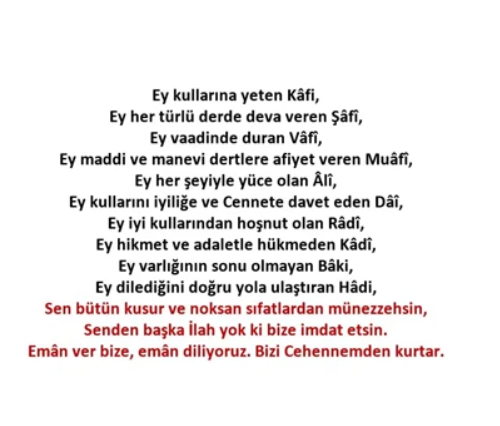 Ey kullarına yeten Kâfi,
Ey her türlü derde deva veren Şâfî,
Ey vaadinde duran Vâfî,
Ey maddi ve manevi dertlere afiyet veren Muâfî,
Ey her şeyiyle yüce olan Âlî,
Ey kullarını iyiliğe ve Cennete davet eden Dâî,
Ey iyi kullarından hoşnut olan Râdî,
Ey hikmet ve adaletle hükmeden Kâdî,
Ey varlığının sonu olmayan Bâki,
Ey dilediğini doğru yola ulaştıran Hâdi,
Sen bütün kusur ve noksan sıfatlardan münezzehsin,
Senden başka İlah yok ki bize imdat etsin.
Emân ver bize, emân diliyoruz. Bizi Cehennemden kurtar.